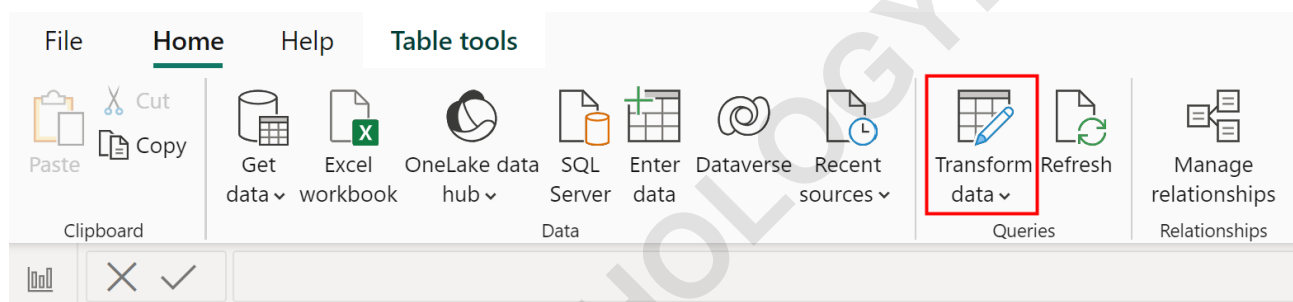 File Home Help Table tools
Paste
Cut
Copy
Get
data
Excel
workbook
OneLake data
hub
SQL
Server
Enter
data
Dataverse
Recent
sources
Transform
data
Refresh
Manage
relationships
Clipboard
Data
Queries
Relationships
HOLOGY